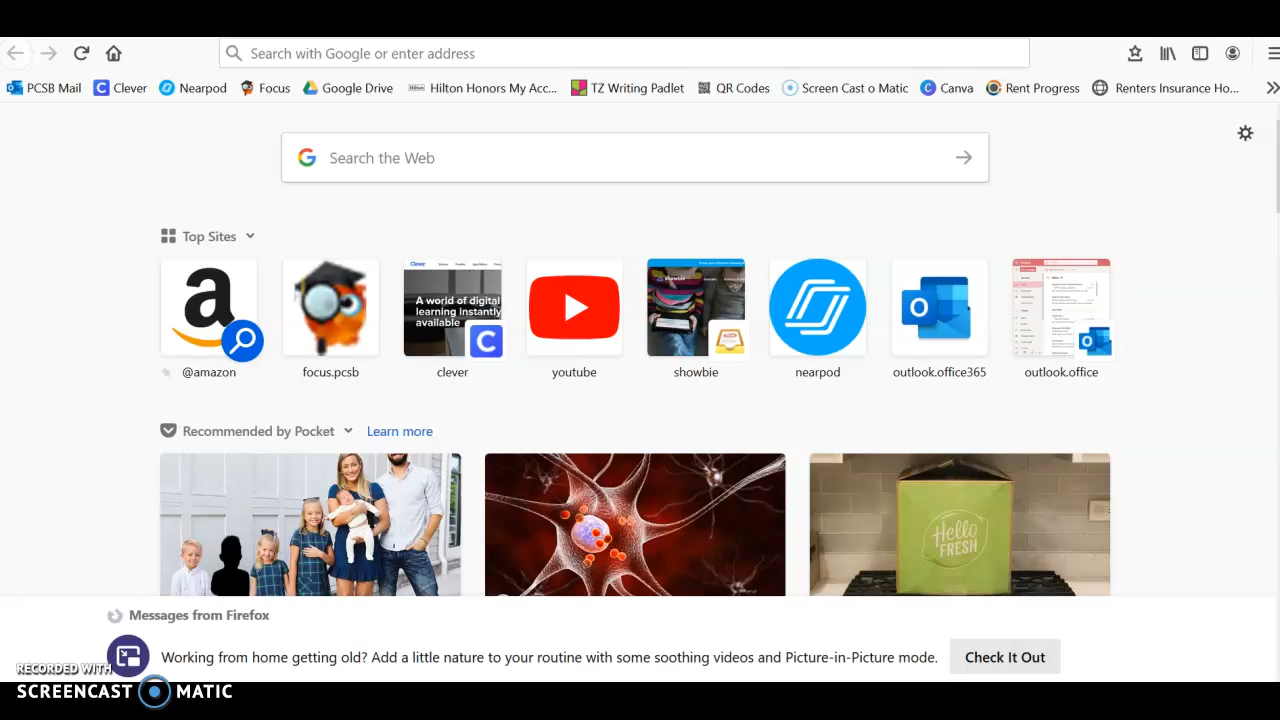 Search with Google or enter address
PCSB Mail Clever Nearpod Focus Google Drive Hilton Hilton Honors My Acc... TZ Writing Padlet QR Codes Screen Cast o Matic Canva Rent Progress Renters Insurance Ho...
Search the Web
Top Sites
Clever
A world of digital
learning instantly
available
showbie
@amazon focus.pcsb clever youtube showbie nearpod outlook.office365 outlook.office
Recommended by Pocket Learn more
Hello
FRESH
Messages from Firefox
Working from home getting old? Add a little nature to your routine with some soothing videos and Picture-in-Picture mode. Check It Out
RECORDED WITH
SCREENCAST MATIC